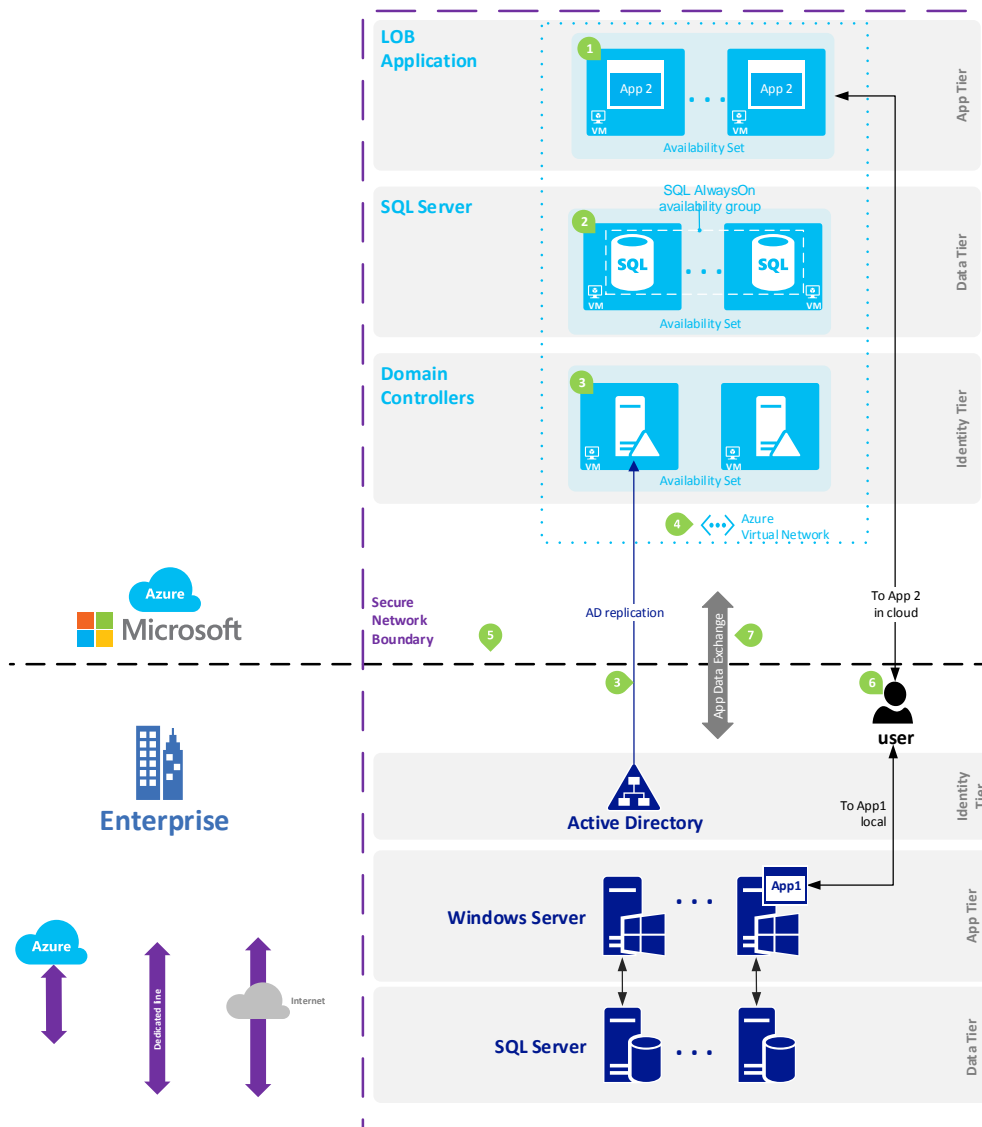 LOB
Application
1
App 2
App 2
VM
VM
Availability Set
App Tier
SQL AlwaysOn
availability group
SQL Server
2
SQL
SQL
VM
VM
Availability Set
Data Tier
Domain
Controllers
3
VM
VM
Availability Set
Identity Tier
4
Azure
Virtual Network
Azure
Microsoft
Secure
Network
Boundary
5
AD replication
App Data Exchange
7
To App 2
in cloud
3
6
user
Enterprise
Active Directory
To App1
local
Identity
Tier
Windows Server
App1
App Tier
Azure
Dedicated line
Internet
SQL Server
Data Tier